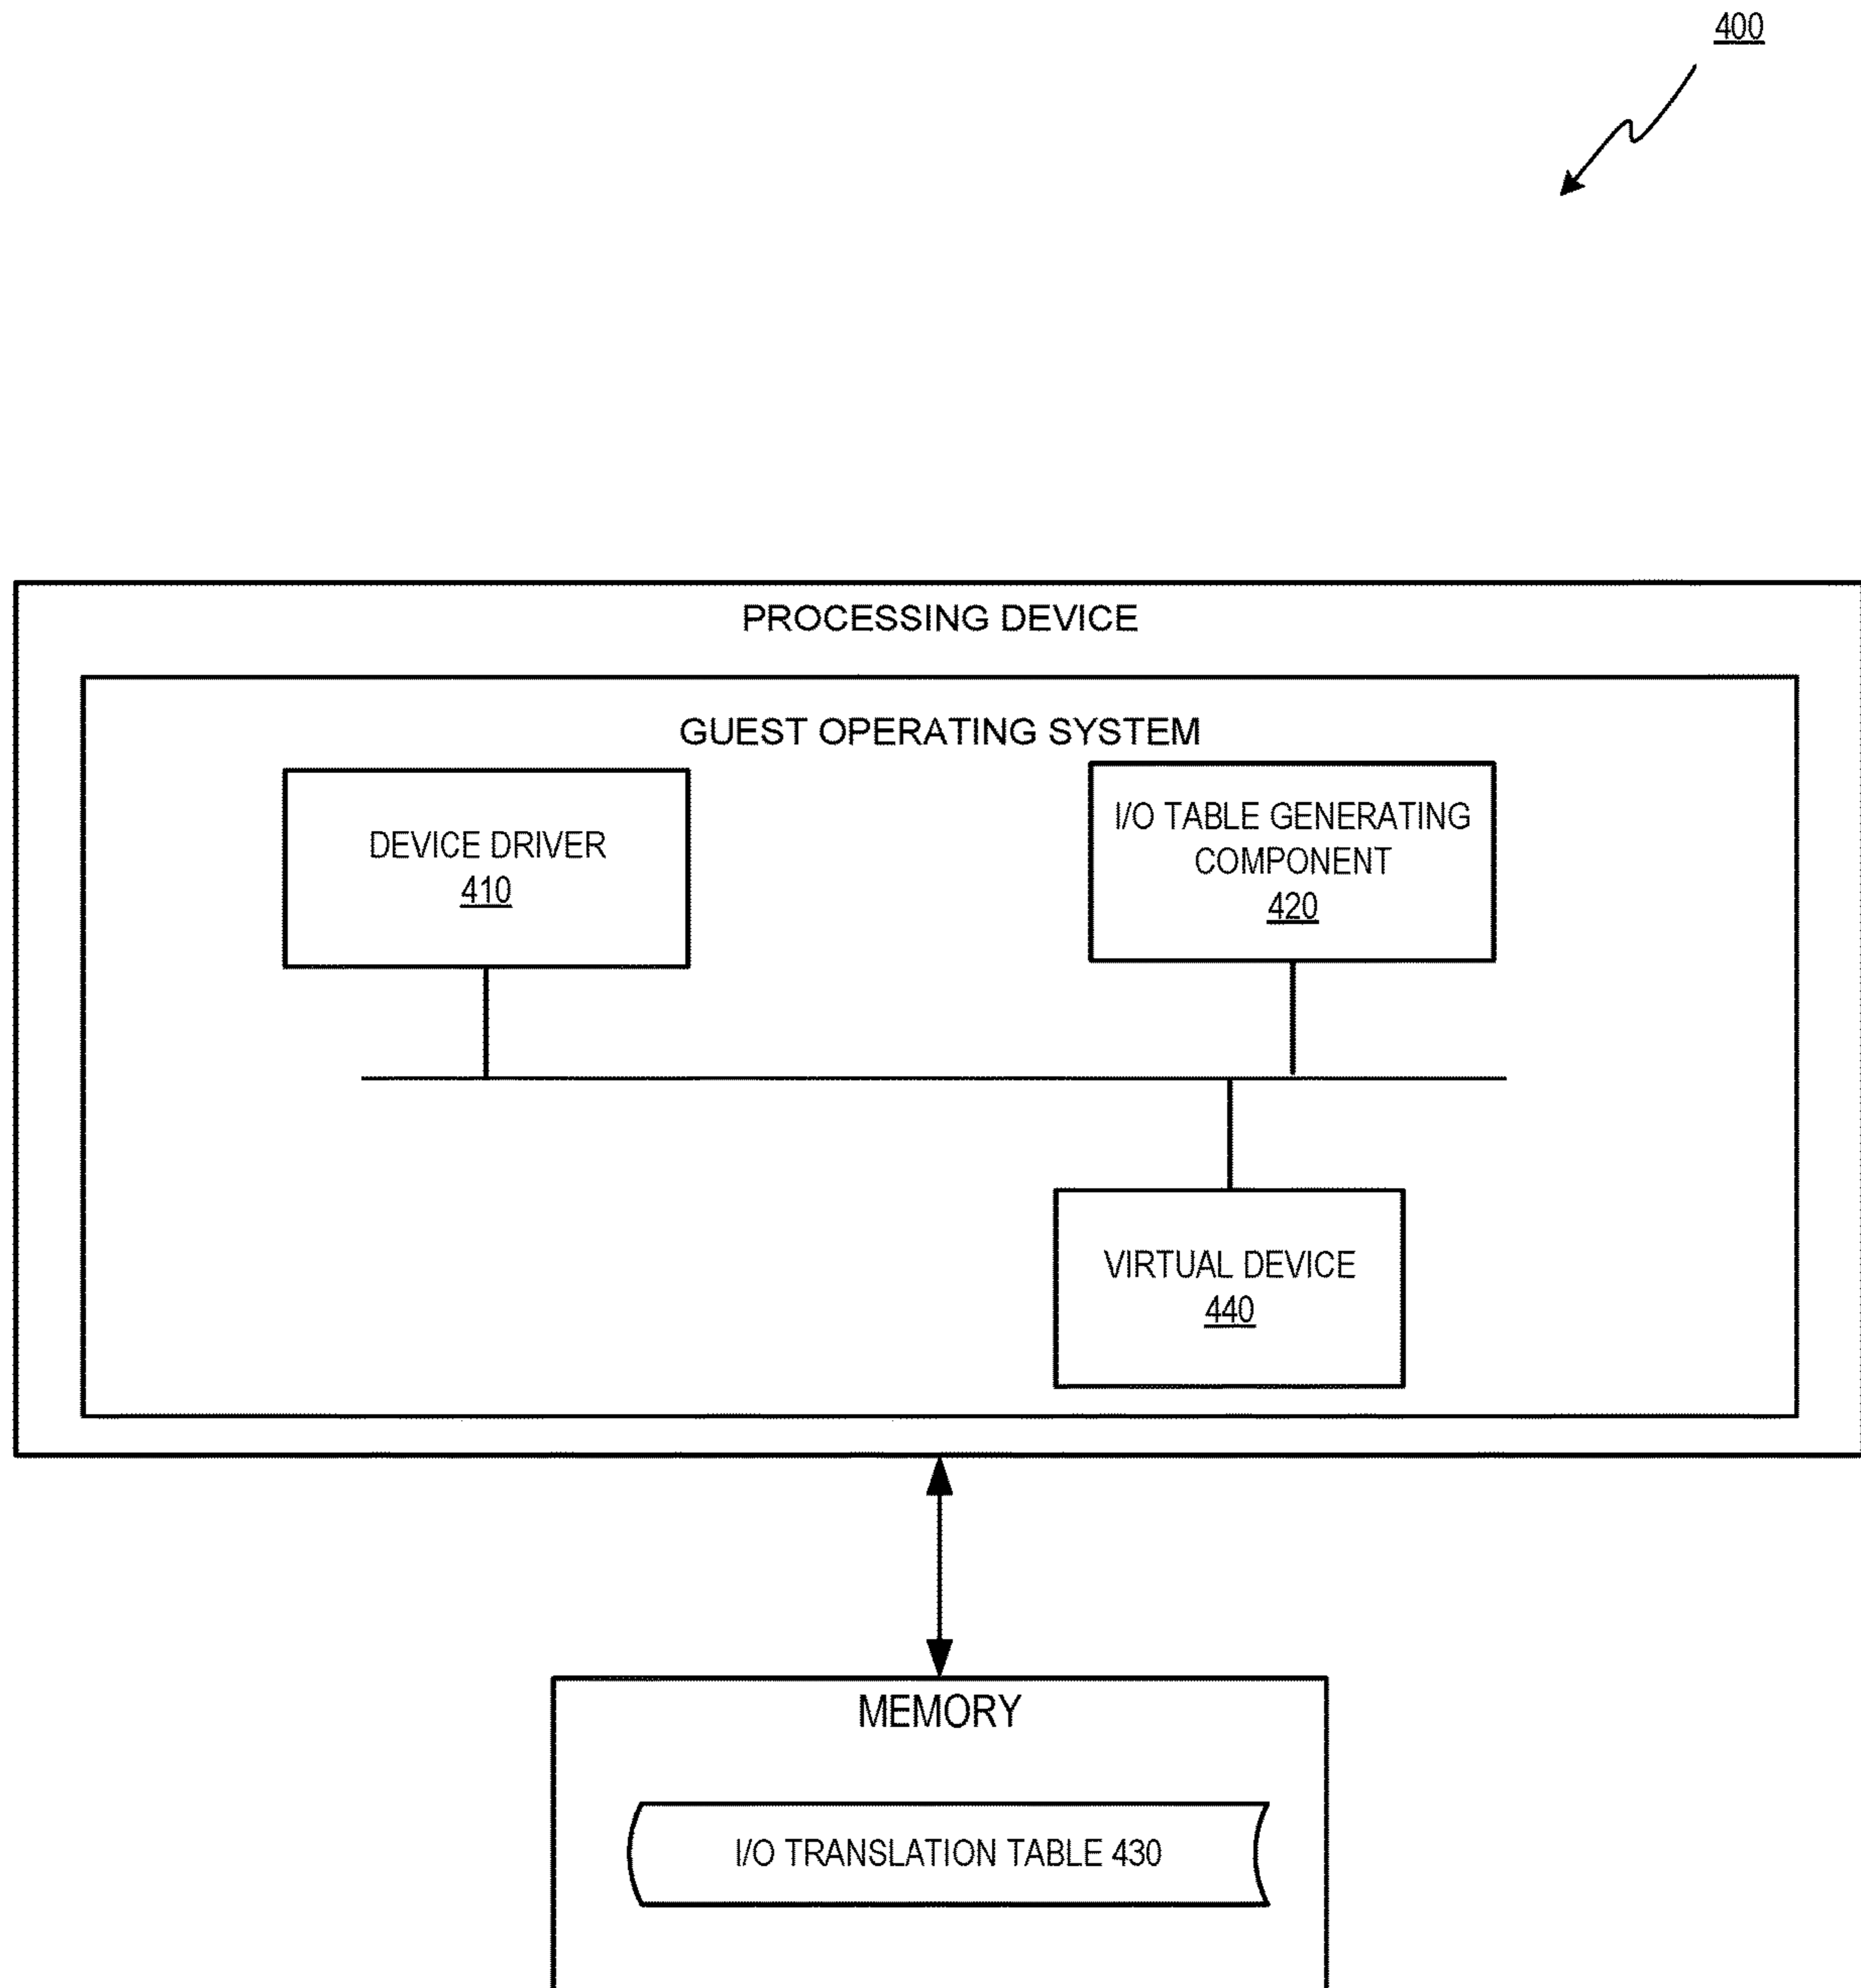 400
PROCESSING DEVICE
GUEST OPERATING SYSTEM
DEVICE DRIVER
410
I/O TABLE GENERATING
COMPONENT
420
VIRTUAL DEVICE
440
MEMORY
I/O TRANSLATION TABLE 430